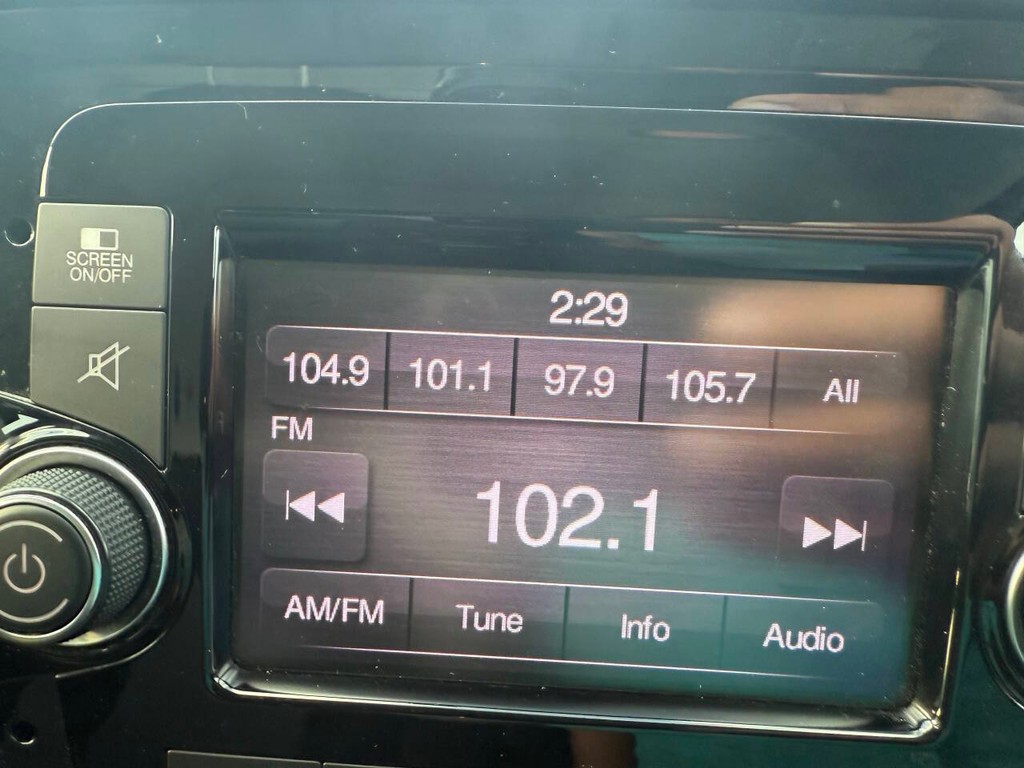 SCREEN
ON/OFF
2:29
104.9 101.1 97.9 105.7 All
FM
102.1
AM/FM Tune Info Audio